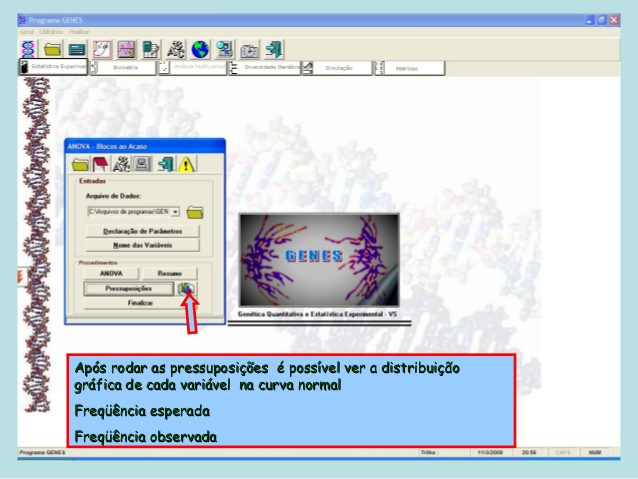 Programa GENES
Geral Utilitários Finalizar
Estatística Experimen
Biometria
Análise Multivariada
Diversidade Genética
Simulação
Matrizes
ANOVA - Blocos ao Acaso
Entradas
Arquivo de Dados:
C:\Arquivos de programas\GEN
Declaração de Parâmetros
Nome das Variáveis
Procedimentos
ANOVA
Resumo
Pressuposições
Finalizar
GENES
Genética Quantitativa e Estatística Experimental - VS
Após rodar as pressuposições é possível ver a distribuição
gráfica de cada variável na curva normal
Freqüência esperada
Freqüência observada
Programa GENES
Trilha :
11/3/2009
20:56
CAPS
NUM